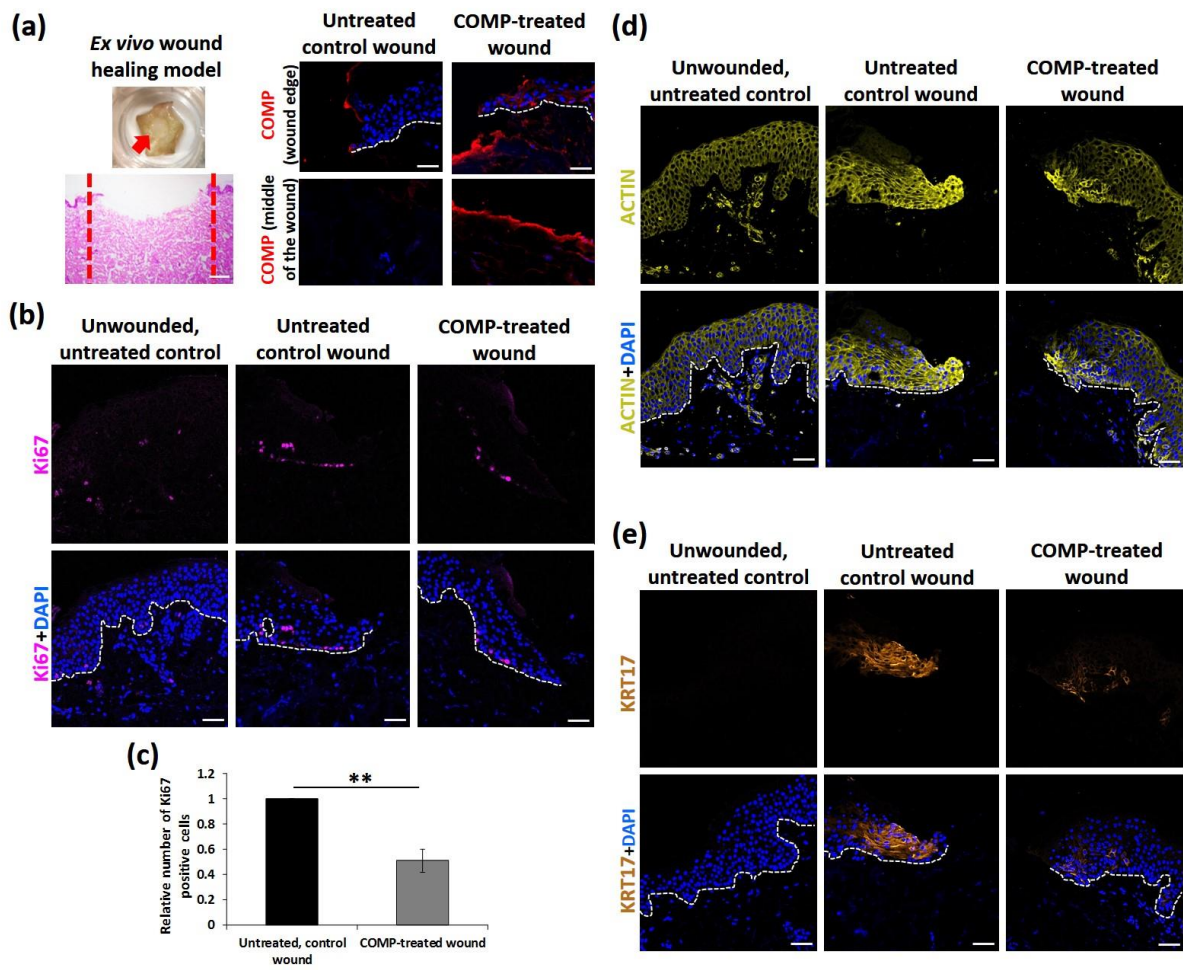 (a)
Ex vivo wound
healing model
Untreated
control wound
COMP-treated
wound
COMP
(wound edge)
COMP (middle
of the wound)
(b)
Unwounded,
untreated control
Untreated
control wound
COMP-treated
wound
Ki67
Ki67+DAPI
(c)
Relative number of Ki67
positive cells
1.2
1
0.8
0.6
0.4
0.2
0
**
Untreated, control
wound
COMP-treated wound
(d)
Unwounded,
untreated control
Untreated
control wound
COMP-treated
wound
ACTIN
ACTIN+DAPI
(e)
Unwounded,
untreated control
Untreated
control wound
COMP-treated
wound
KRT17
KRT17+DAPI